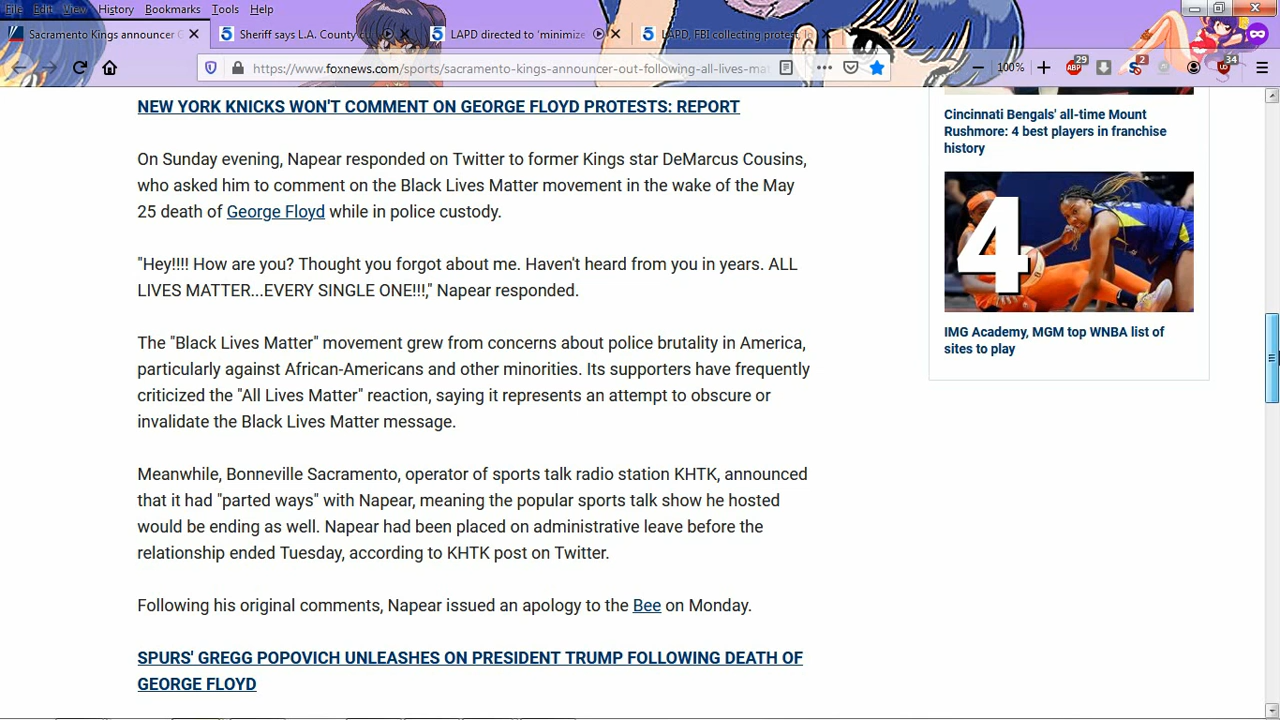 File Edit View History Bookmarks Tools Help
Sacramento Kings announcer G
Sheriff says L.A. County
LAPD directed to minimize
LAPD, FBI collecting protest, lo
https://www.foxnews.com/sports/sacramento-kings-announcer-out-following-all-lives-mat
100%
29
2
34
NEW YORK KNICKS WON'T COMMENT ON GEORGE FLOYD PROTESTS: REPORT
On Sunday evening, Napear responded on Twitter to former Kings star DeMarcus Cousins,
who asked him to comment on the Black Lives Matter movement in the wake of the May
25 death of George Floyd while in police custody.
"Hey!!!! How are you? Thought you forgot about me. Haven't heard from you in years. ALL
LIVES MATTER...EVERY SINGLE ONE!!!," Napear responded.
The "Black Lives Matter" movement grew from concerns about police brutality in America,
particularly against African-Americans and other minorities. Its supporters have frequently
criticized the "All Lives Matter" reaction, saying it represents an attempt to obscure or
invalidate the Black Lives Matter message.
Meanwhile, Bonneville Sacramento, operator of sports talk radio station KHTK, announced
that it had "parted ways" with Napear, meaning the popular sports talk show he hosted
would be ending as well. Napear had been placed on administrative leave before the
relationship ended Tuesday, according to KHTK post on Twitter.
Following his original comments, Napear issued an apology to the Bee on Monday.
SPURS' GREGG POPOVICH UNLEASHES ON PRESIDENT TRUMP FOLLOWING DEATH OF
GEORGE FLOYD
Cincinnati Bengals' all-time Mount
Rushmore: 4 best players in franchise
history
4
IMG Academy, MGM top WNBA list of
sites to play